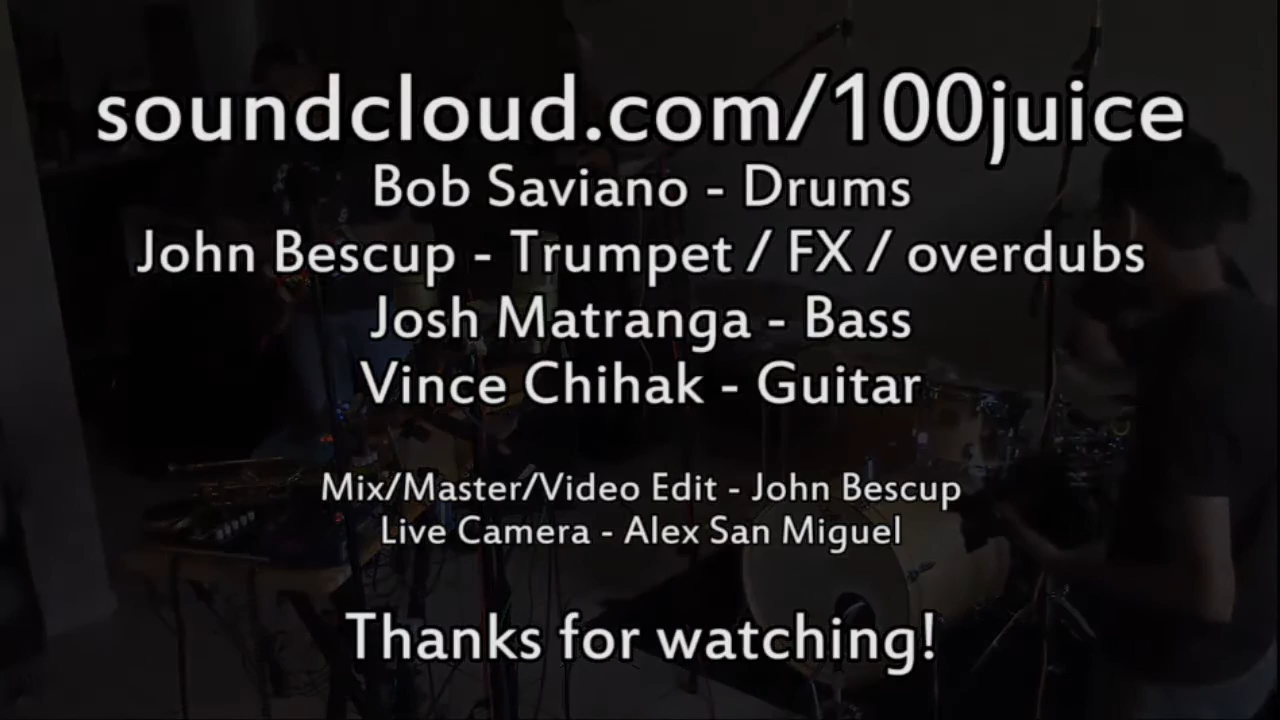 soundcloud.com/100juice
Bob Saviano - Drums
John Bescup - Trumpet / FX / overdubs
Josh Matranga - Bass
Vince Chihak - Guitar
Mix/Master/Video Edit - John Bescup
Live Camera - Alex San Miguel
Thanks for watching!